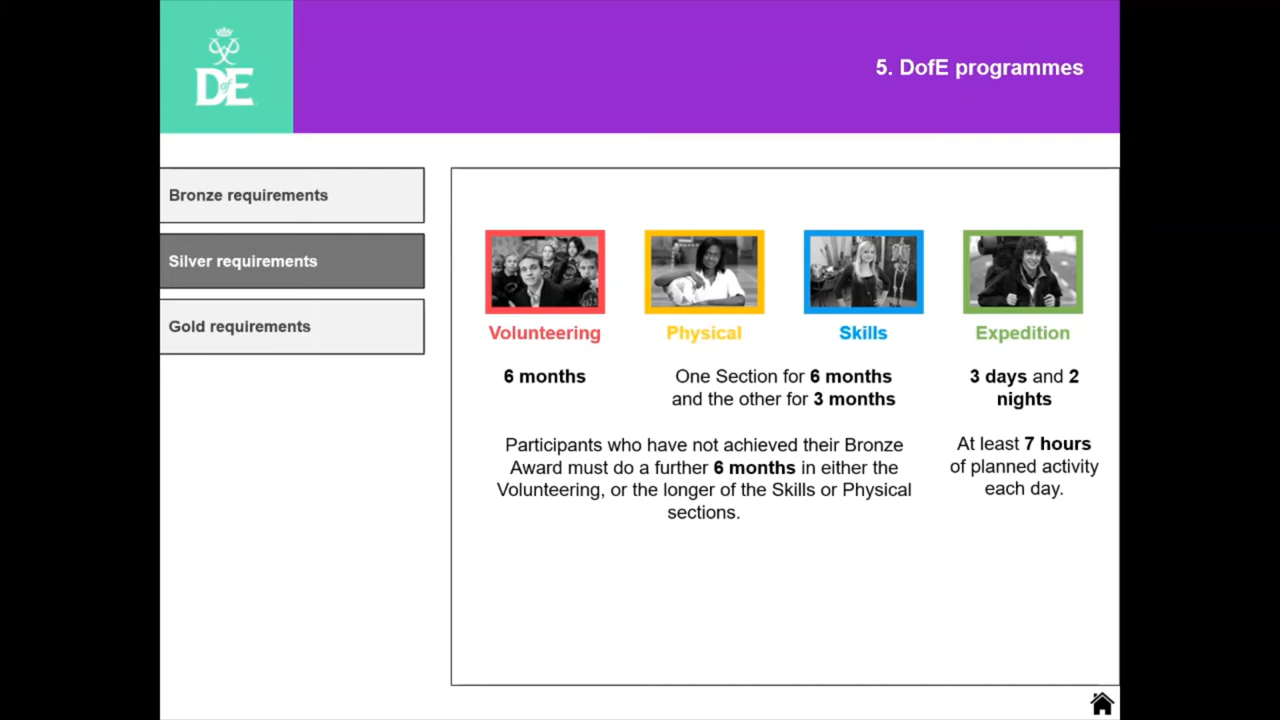 DofE
5. DofE programmes
Bronze requirements
Silver requirements
Gold requirements
Volunteering
Physical
Skills
Expedition
6 months
One Section for 6 months
and the other for 3 months
3 days and 2
nights
Participants who have not achieved their Bronze
Award must do a further 6 months in either the
Volunteering, or the longer of the Skills or Physical
sections.
At least 7 hours
of planned activity
each day.